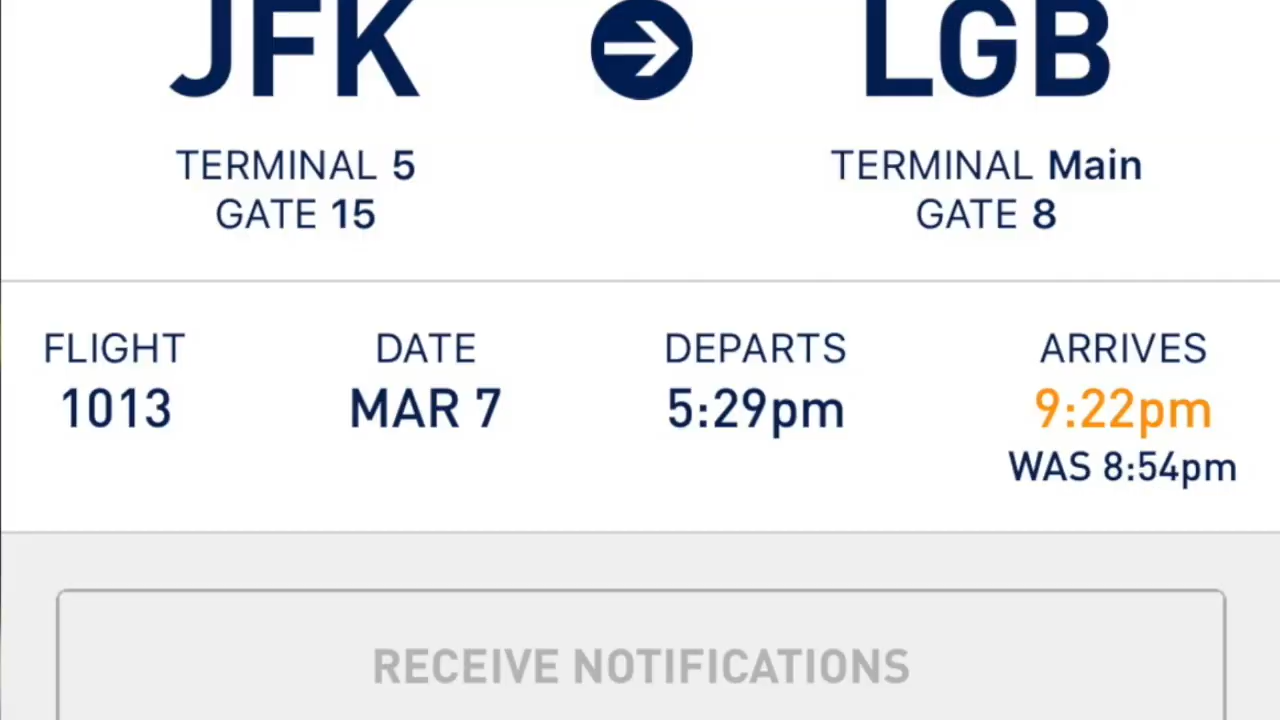 JFK LGB
TERMINAL 5 TERMINAL Main
GATE 15 GATE 8
FLIGHT DATE DEPARTS ARRIVES
1013 MAR 7 5:29pm 9:22pm
WAS 8:54pm
RECEIVE NOTIFICATIONS